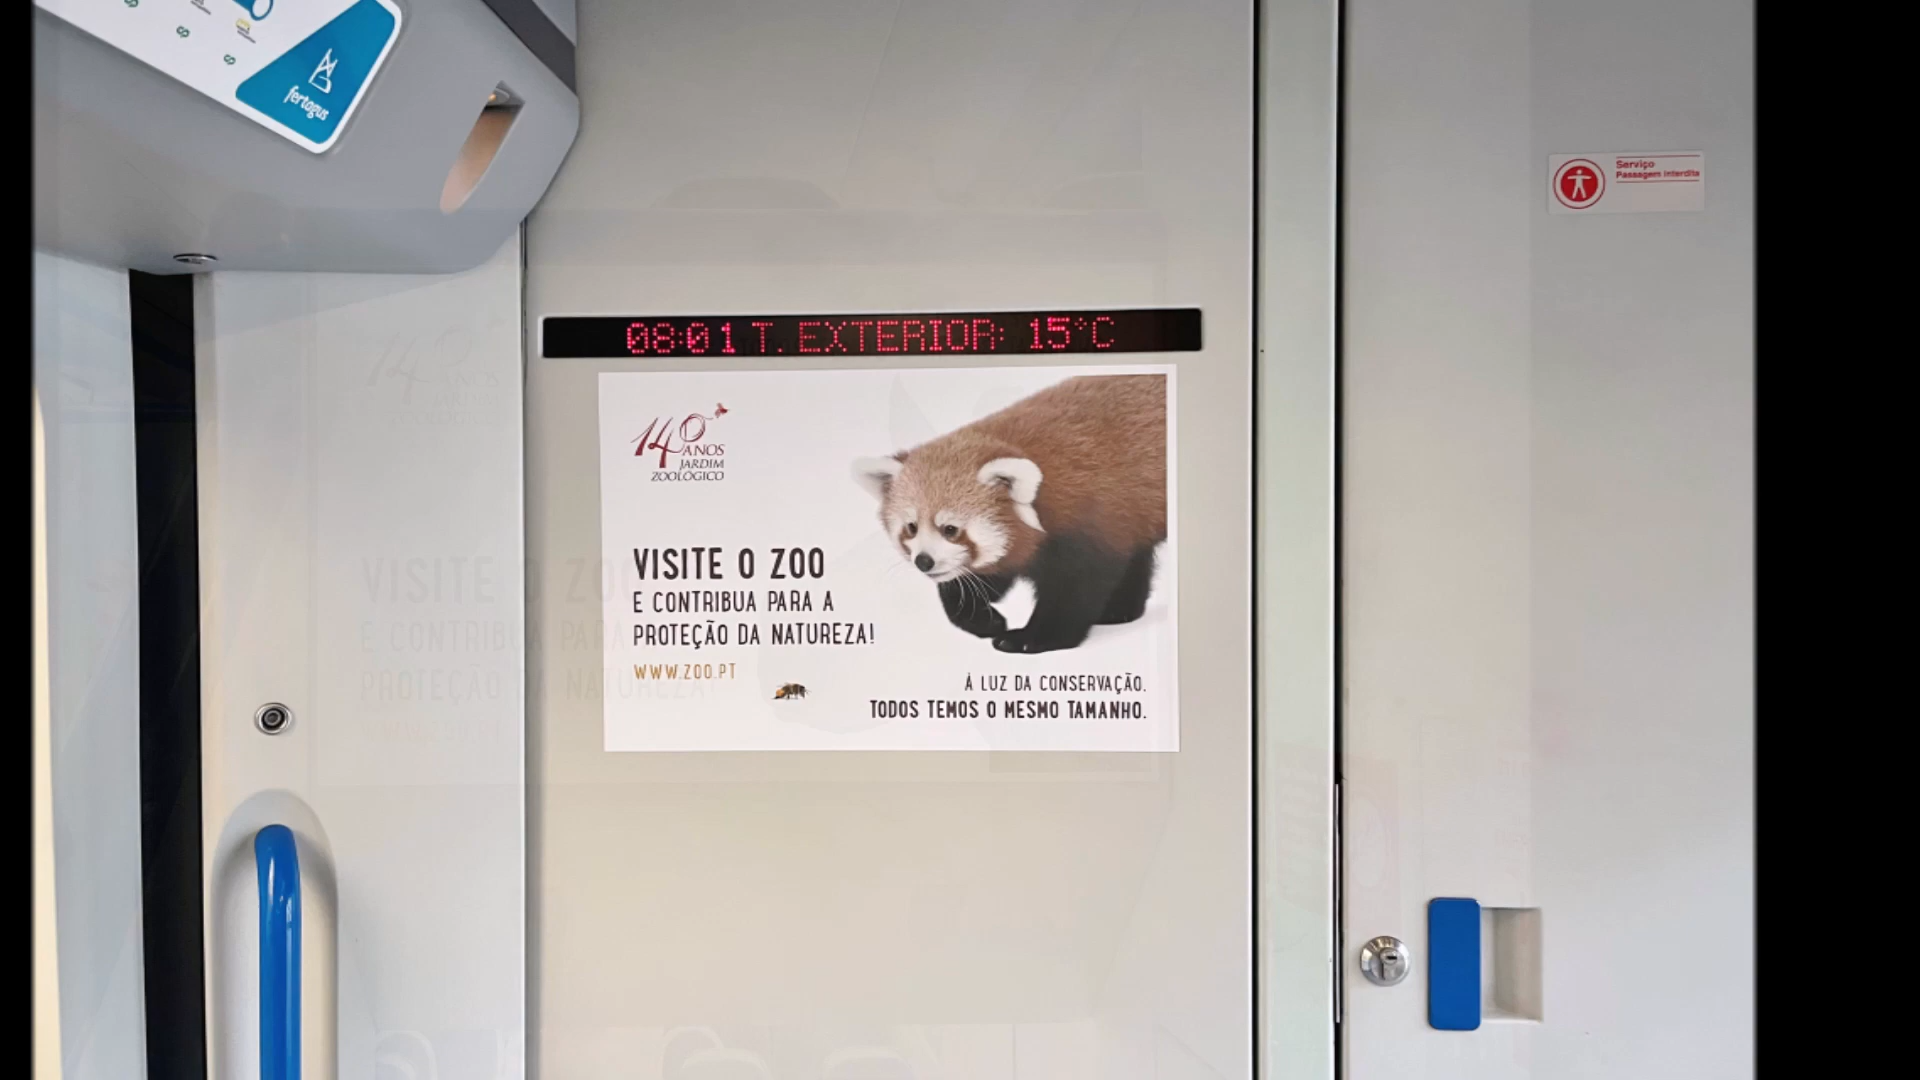 fertagus
Serviço
Passagem interdita
08:01 T. EXTERIOR: 15°C
140
ANOS
JARDIM
ZOOLÓGICO
VISITE O ZOO
E CONTRIBUA PARA A
PROTEÇÃO DA NATUREZA!
WWW.ZOO.PT
À LUZ DA CONSERVAÇÃO.
TODOS TEMOS O MESMO TAMANHO.